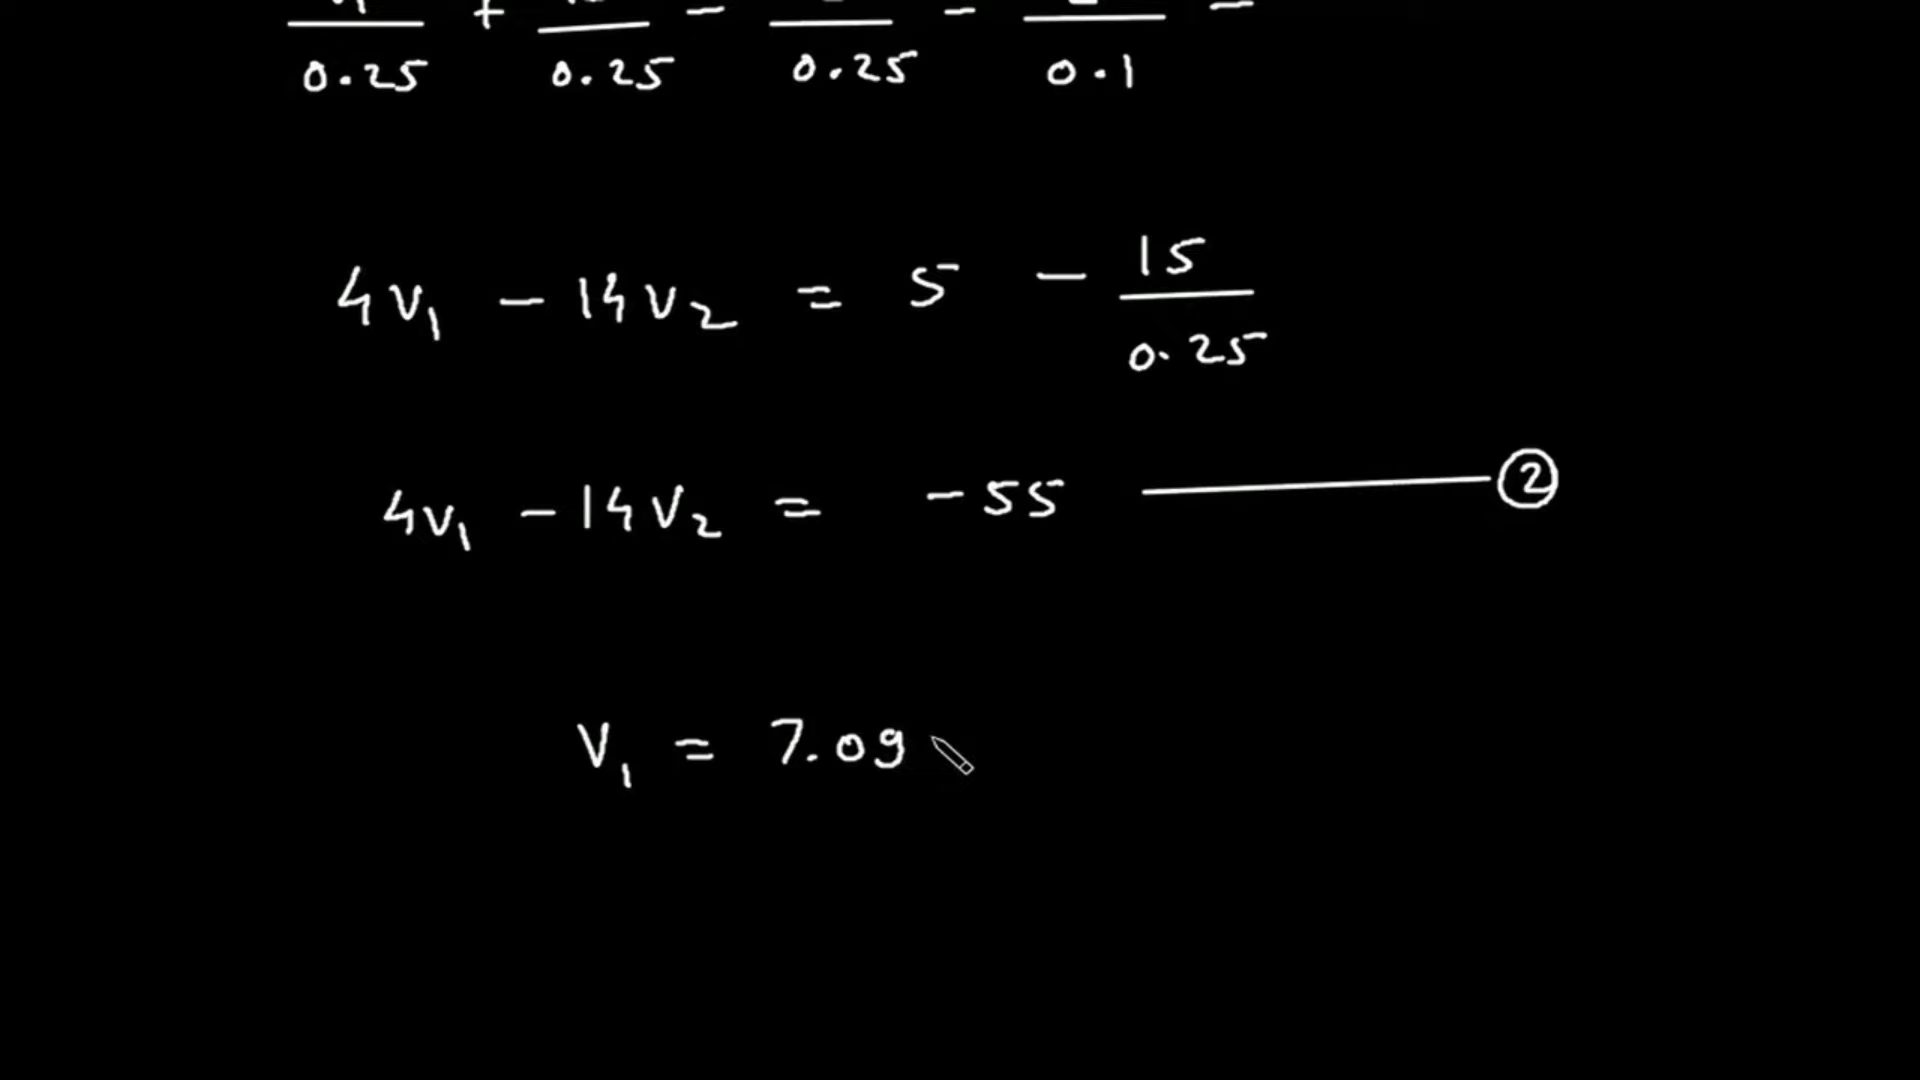 + - - -
0.25 0.25 0.25 0.1
4v₁ - 14v₂ = 5 - 15/0.25
4v₁ - 14v₂ = -55 ——— ②
V₁ = 7.09